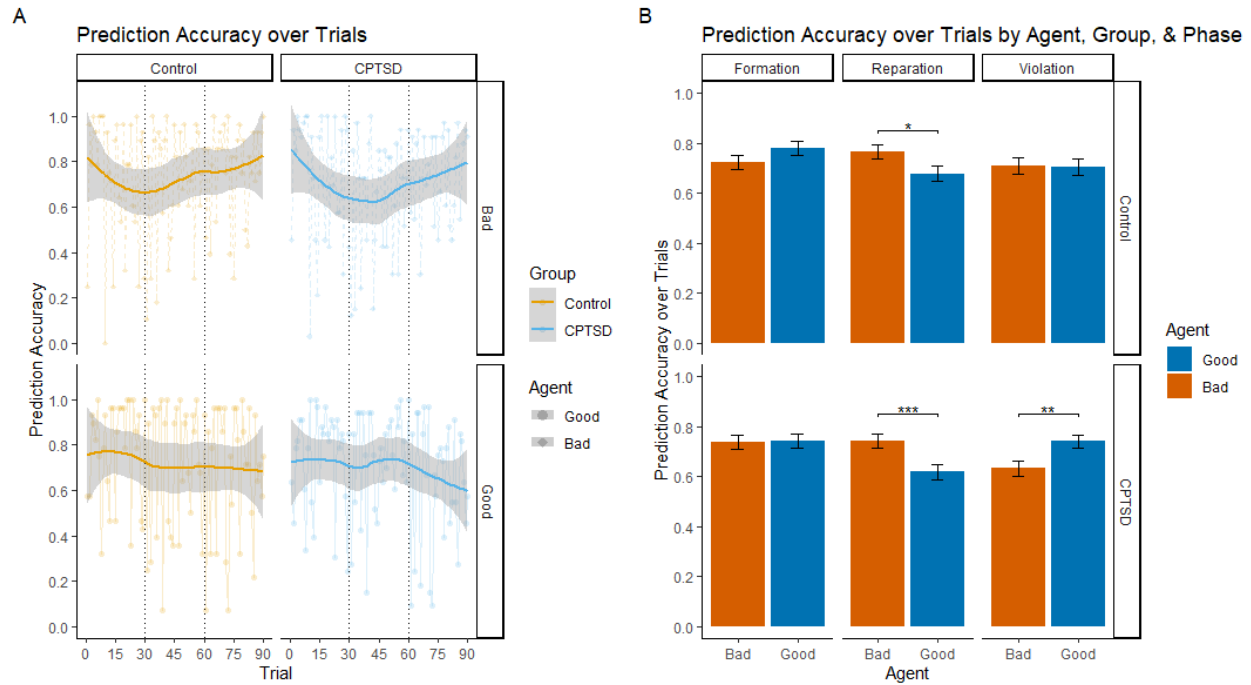 A
Prediction Accuracy over Trials
Control
CPTSD
1.0
0.8
0.6
0.4
0.2
0.0
Bad
1.0
0.8
0.6
0.4
0.2
0.0
Good
Prediction Accuracy
0 15 30 45 60 75 90
0 15 30 45 60 75 90
Trial
Group
Control
CPTSD
Agent
Good
Bad
B
Prediction Accuracy over Trials by Agent, Group, & Phase
Formation
Reparation
Violation
1.0
0.8
0.6
0.4
0.2
0.0
*
Control
1.0
0.8
0.6
0.4
0.2
0.0
***
**
CPTSD
Prediction Accuracy over Trials
Bad Good
Bad Good
Bad Good
Agent
Agent
Good
Bad